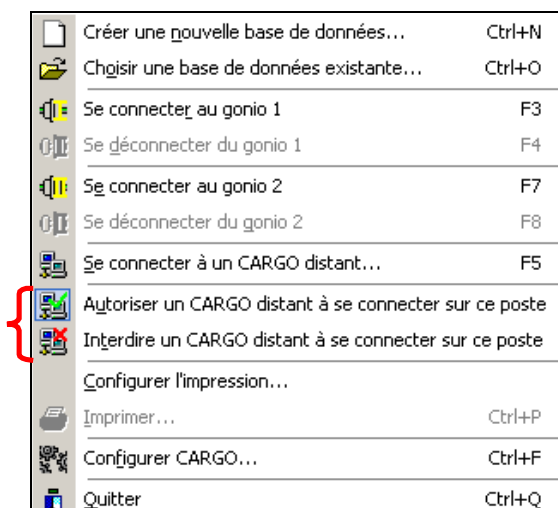 Créer une nouvelle base de données... Ctrl+N
Choisir une base de données existante... Ctrl+O
Se connecter au gonio 1 F3
Se déconnecter du gonio 1 F4
Se connecter au gonio 2 F7
Se déconnecter du gonio 2 F8
Se connecter à un CARGO distant... F5
Autoriser un CARGO distant à se connecter sur ce poste
Interdire un CARGO distant à se connecter sur ce poste
Configurer l'impression...
Imprimer... Ctrl+P
Configurer CARGO... Ctrl+F
Quitter Ctrl+Q